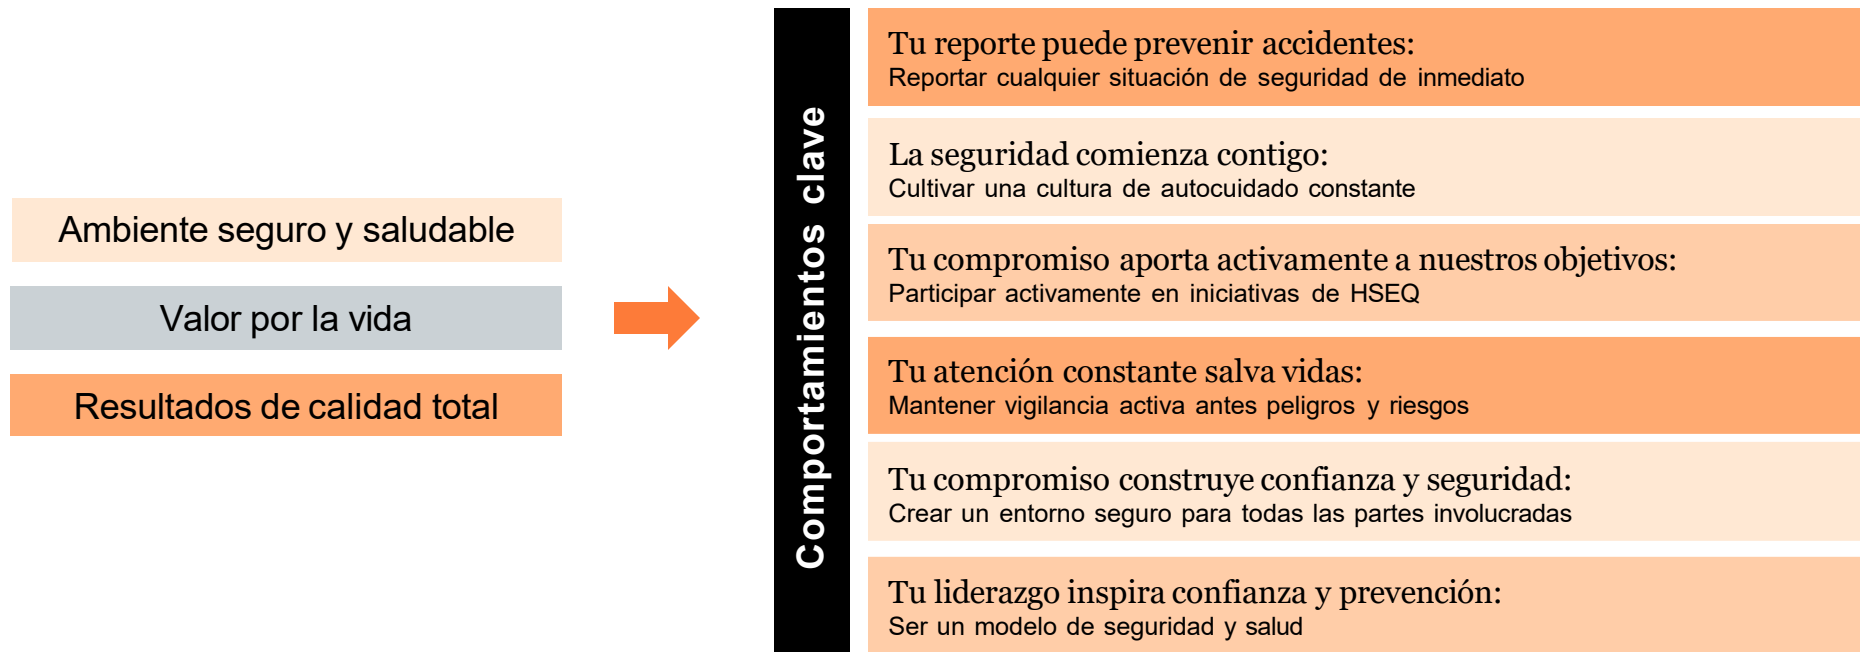 Ambiente seguro y saludable
Valor por la vida
Resultados de calidad total
Comportamientos clave
Tu reporte puede prevenir accidentes:
Reportar cualquier situación de seguridad de inmediato
La seguridad comienza contigo:
Cultivar una cultura de autocuidado constante
Tu compromiso aporta activamente a nuestros objetivos:
Participar activamente en iniciativas de HSEQ
Tu atención constante salva vidas:
Mantener vigilancia activa antes peligros y riesgos
Tu compromiso construye confianza y seguridad:
Crear un entorno seguro para todas las partes involucradas
Tu liderazgo inspira confianza y prevención:
Ser un modelo de seguridad y salud